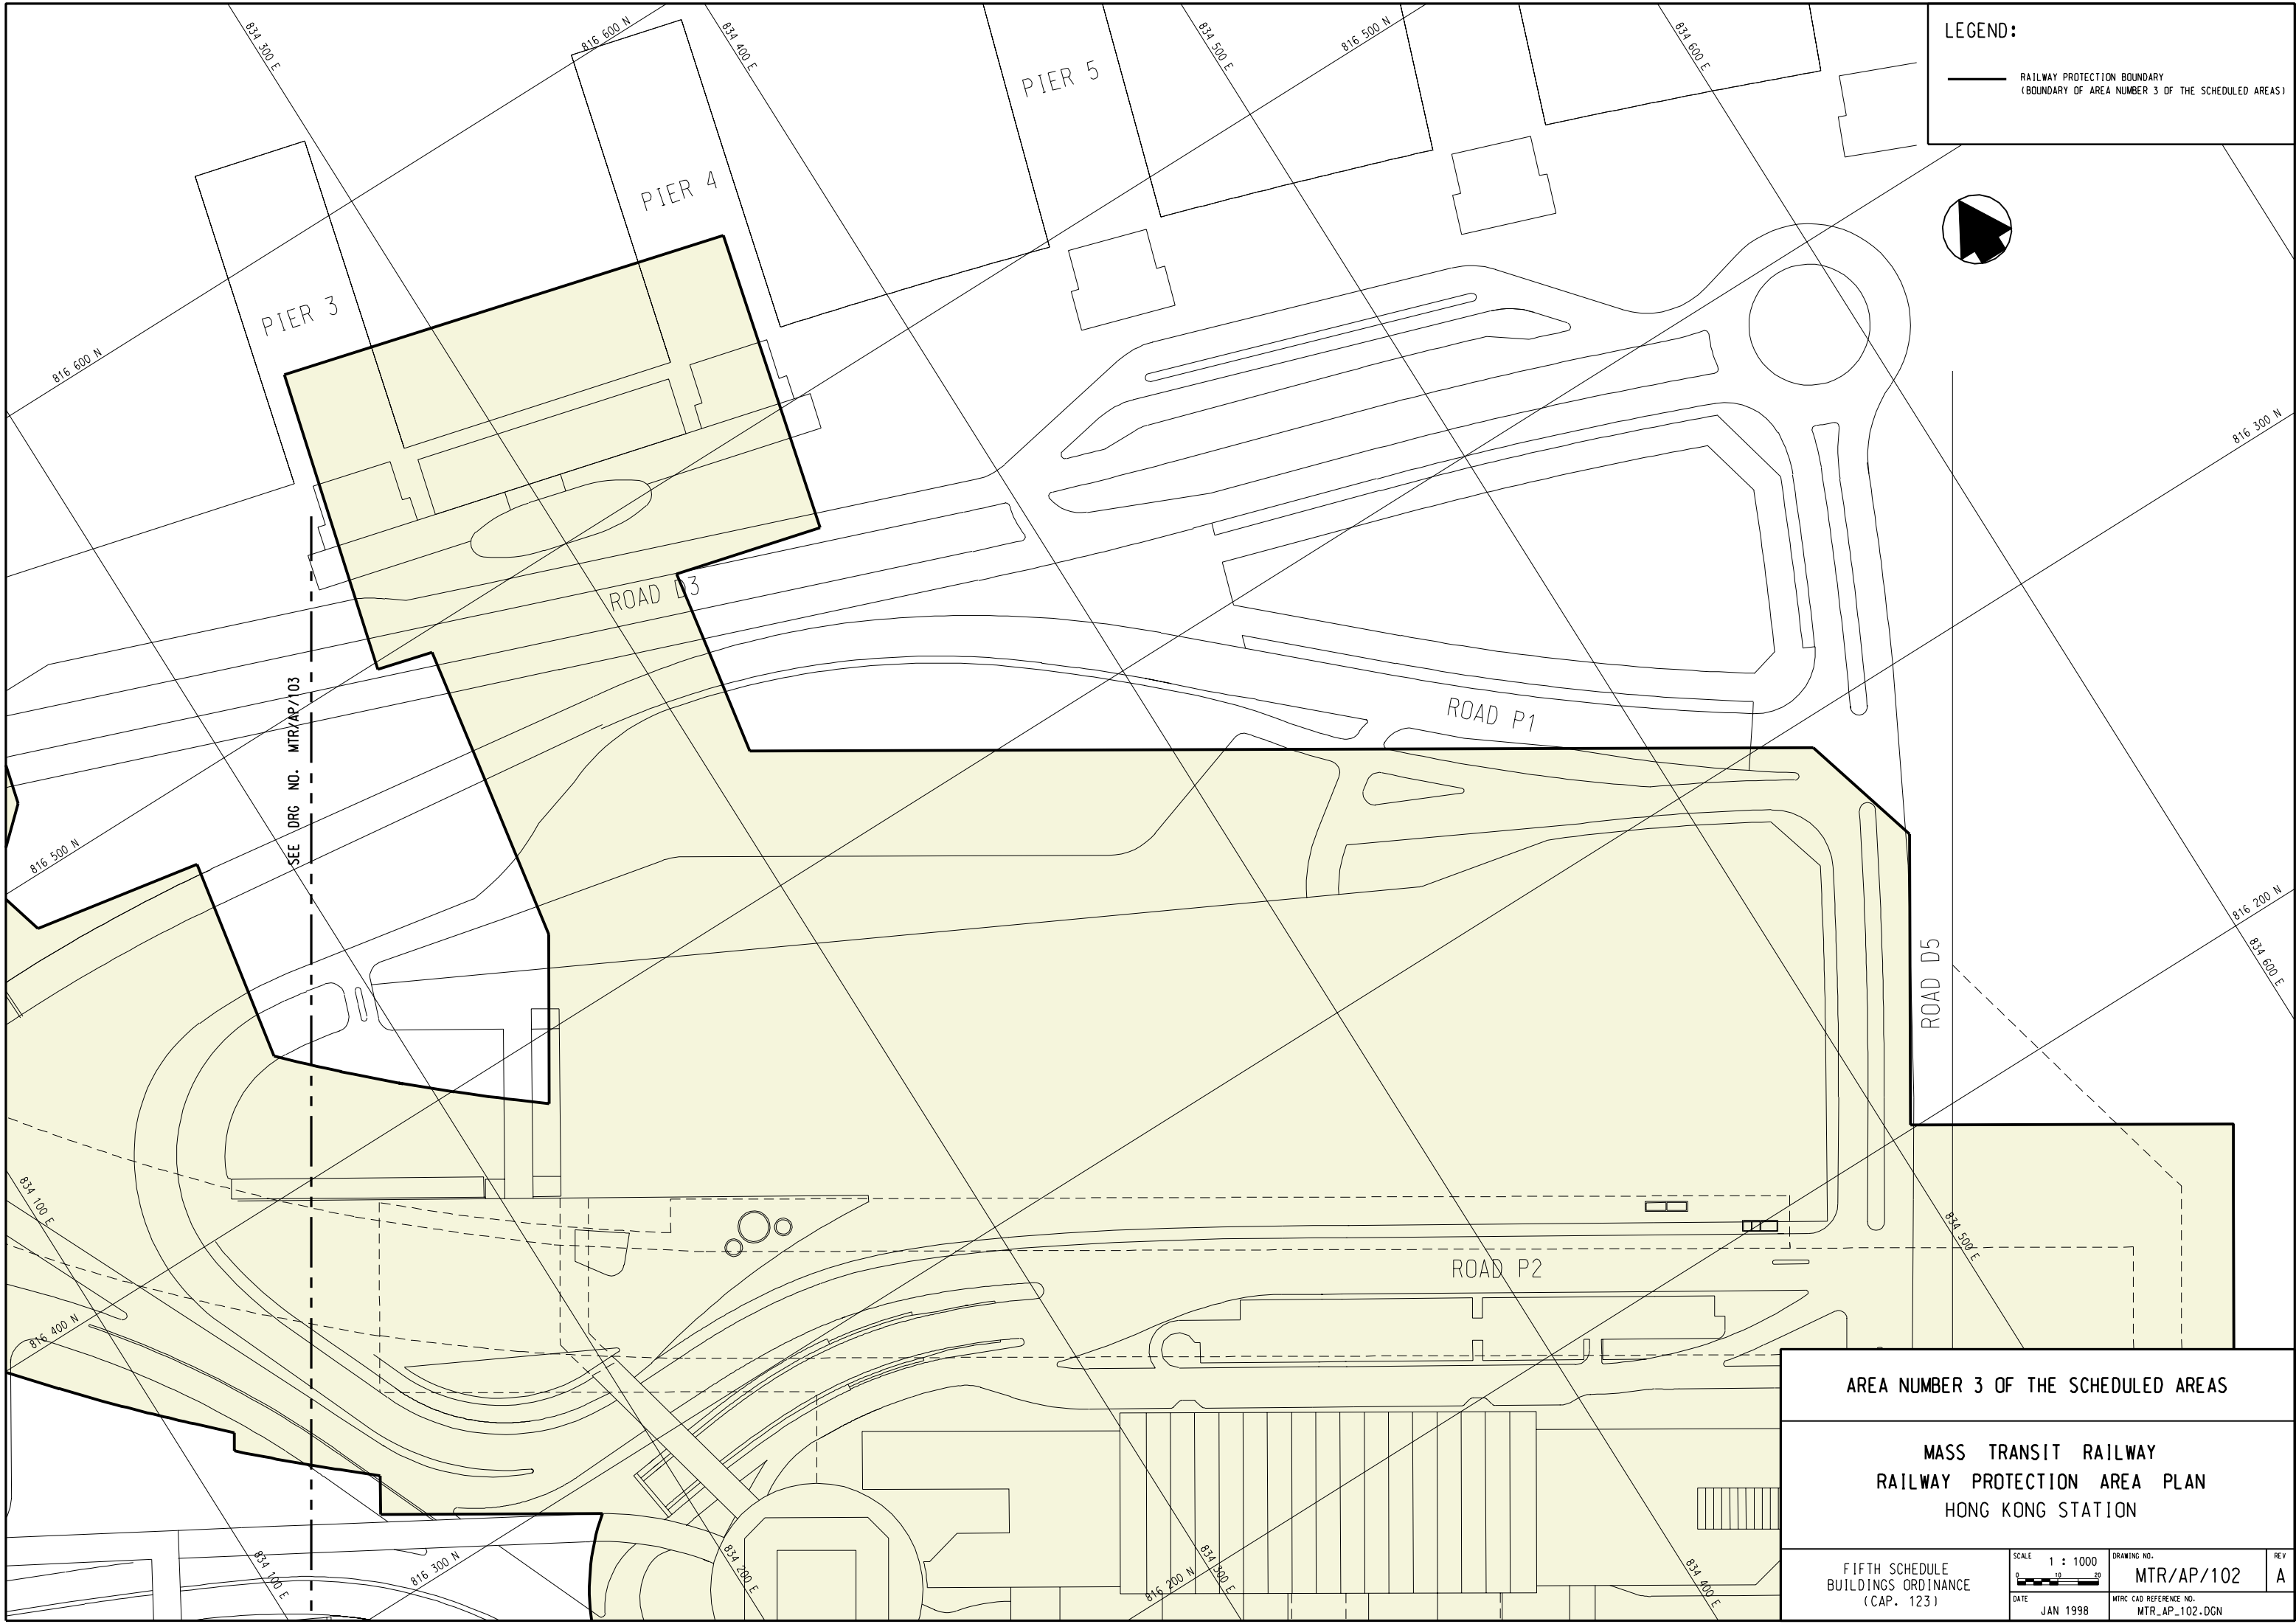 834 300 E
816 600 N
834 400 E
834 500 E
816 500 N
834 600 E
LEGEND:
RAILWAY PROTECTION BOUNDARY
(BOUNDARY OF AREA NUMBER 3 OF THE SCHEDULED AREAS)
PIER 5
PIER 4
PIER 3
816 600 N
816 300 N
ROAD D3
SEE DRG NO. MTR/AP/103
ROAD P1
816 500 N
816 200 N
834 600 E
ROAD D5
834 100 E
834 500 E
ROAD P2
816 400 N
834 100 E
816 300 N
834 200 E
816 200 N
834 300 E
834 400 E
AREA NUMBER 3 OF THE SCHEDULED AREAS
MASS TRANSIT RAILWAY
RAILWAY PROTECTION AREA PLAN
HONG KONG STATION
FIFTH SCHEDULE
BUILDINGS ORDINANCE
(CAP. 123)
SCALE 1 : 1000
0 10 20
DATE
JAN 1998
DRAWING NO.
MTR/AP/102
REV
A
MTRC CAD REFERENCE NO.
MTR_AP_102.DGN